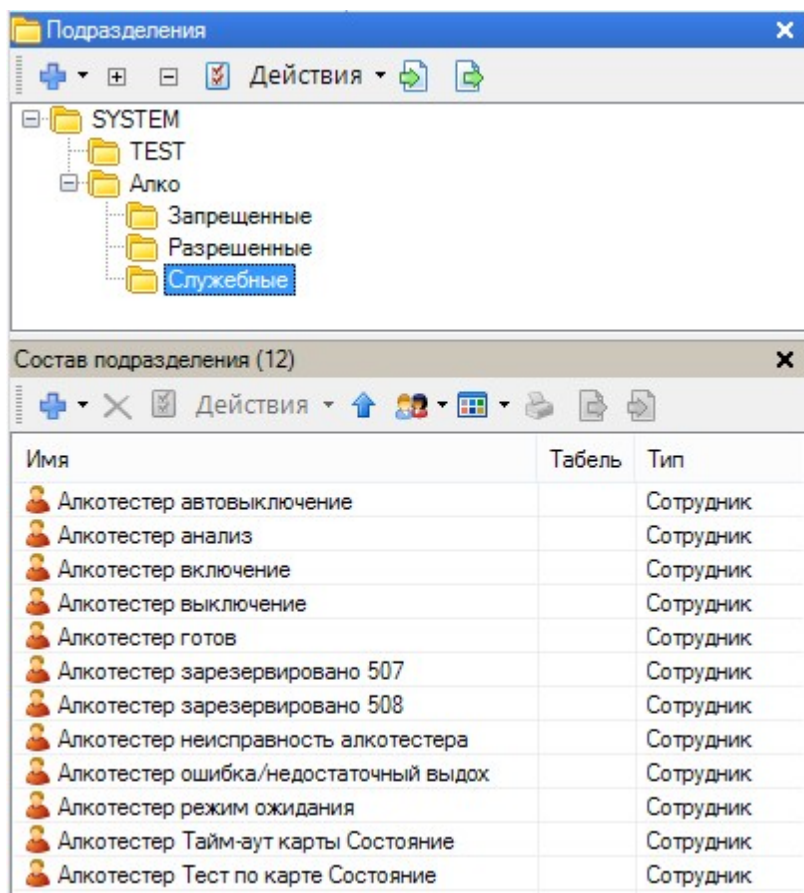 Подразделения
Действия
SYSTEM
TEST
Алко
Запрещенные
Разрешенные
Служебные
Состав подразделения (12)
Действия
Имя Табель Тип
Алкотестер автовыключение Сотрудник
Алкотестер анализ Сотрудник
Алкотестер включение Сотрудник
Алкотестер выключение Сотрудник
Алкотестер готов Сотрудник
Алкотестер зарезервировано 507 Сотрудник
Алкотестер зарезервировано 508 Сотрудник
Алкотестер неисправность алкотестера Сотрудник
Алкотестер ошибка/недостаточный выдох Сотрудник
Алкотестер режим ожидания Сотрудник
Алкотестер Тайм-аут карты Состояние Сотрудник
Алкотестер Тест по карте Состояние Сотрудник